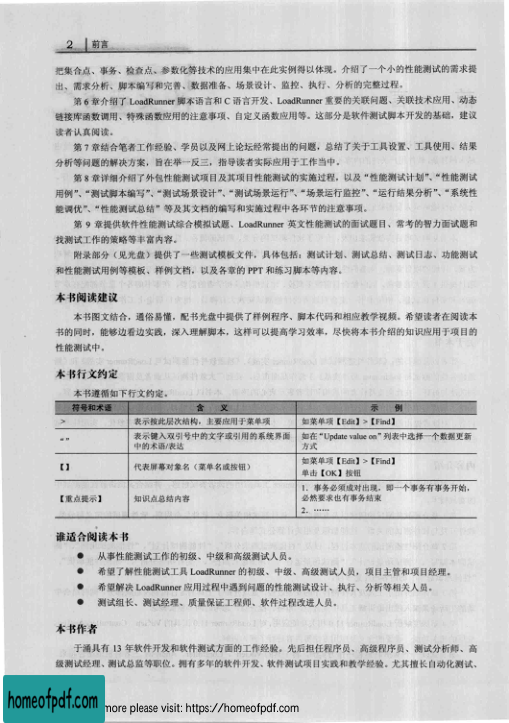 2 前言
把集合点、事务、检查点、参数化等技术的应用集中在此实例得以体现。介绍了一个小的性能测试的需求提
出、需求分析、脚本编写和完善、数据准备、场景设计、监控、执行、分析的完整过程。
第 6 章介绍了 LoadRunner 脚本语言和 C 语言开发、LoadRunner 重要的关联问题、关联技术应用、动态
链接库函数调用、特殊函数应用的注意事项、自定义函数应用等。这部分是软件测试脚本开发的基础，建议
读者认真阅读。
第 7 章结合笔者工作经验、学员以及网上论坛经常提出的问题，总结了关于工具设置、工具使用、结果
分析等问题的解决方案，旨在举一反三，指导读者实际应用于工作当中。
第 8 章详细介绍了外包性能测试项目及其项目性能测试的实施过程，以及“性能测试计划”、“性能测试
用例”、“测试脚本编写”、“测试场景设计”、“测试场景运行”、“场景运行监控”、“运行结果分析”、“系统性
能调优”、“性能测试总结”等及其文档的编写和实施过程中各环节的注意事项。
第 9 章提供软件性能测试综合模拟试题、LoadRunner 英文性能测试的面试题目、常考的智力面试题和
找测试工作的策略等丰富内容。
附录部分（见光盘）提供了一些测试模板文件，具体包括：测试计划、测试总结、测试日志、功能测试
和性能测试用例等模板、样例文档，以及各章的 PPT 和练习脚本等内容。
本书阅读建议
本书图文结合，通俗易懂，配书光盘中提供了样例程序、脚本代码和相应教学视频。希望读者在阅读本
书的同时，能够边看边实践，深入理解脚本，这样可以提高学习效率，尽快将本书介绍的知识应用于项目的
性能测试中。
本书行文约定
本书遵循如下行文约定。
符号和术语 含 义 示 例
> 表示按此层次结构，主要应用于菜单项 如菜单项【Edit】>【Find】
“” 表示键入双引号中的文字或引用的系统界面 如在“Update value on”列表中选择一个数据更新
中的术语/表达 方式
【】 代表屏幕对象名（菜单名或按钮） 如菜单项【Edit】>【Find】
单击【OK】按钮
【重点提示】 知识点总结内容 1．事务必须成对出现，即一个事务有事务开始，
必然要求也有事务结束
2．……
谁适合阅读本书
● 从事性能测试工作的初级、中级和高级测试人员。
● 希望了解性能测试工具 LoadRunner 的初级、中级、高级测试人员，项目主管和项目经理。
● 希望解决 LoadRunner 应用过程中遇到问题的性能测试设计、执行、分析等相关人员。
● 测试组长、测试经理、质量保证工程师、软件过程改进人员。
本书作者
于涌具有 13 年软件开发和软件测试方面的工作经验，先后担任程序员、高级程序员、测试分析师、高
级测试经理、测试总监等职位，拥有多年的软件开发、软件测试项目实践和教学经验。尤其擅长自动化测试、
homeofpdf.com more please visit: https://homeofpdf.com